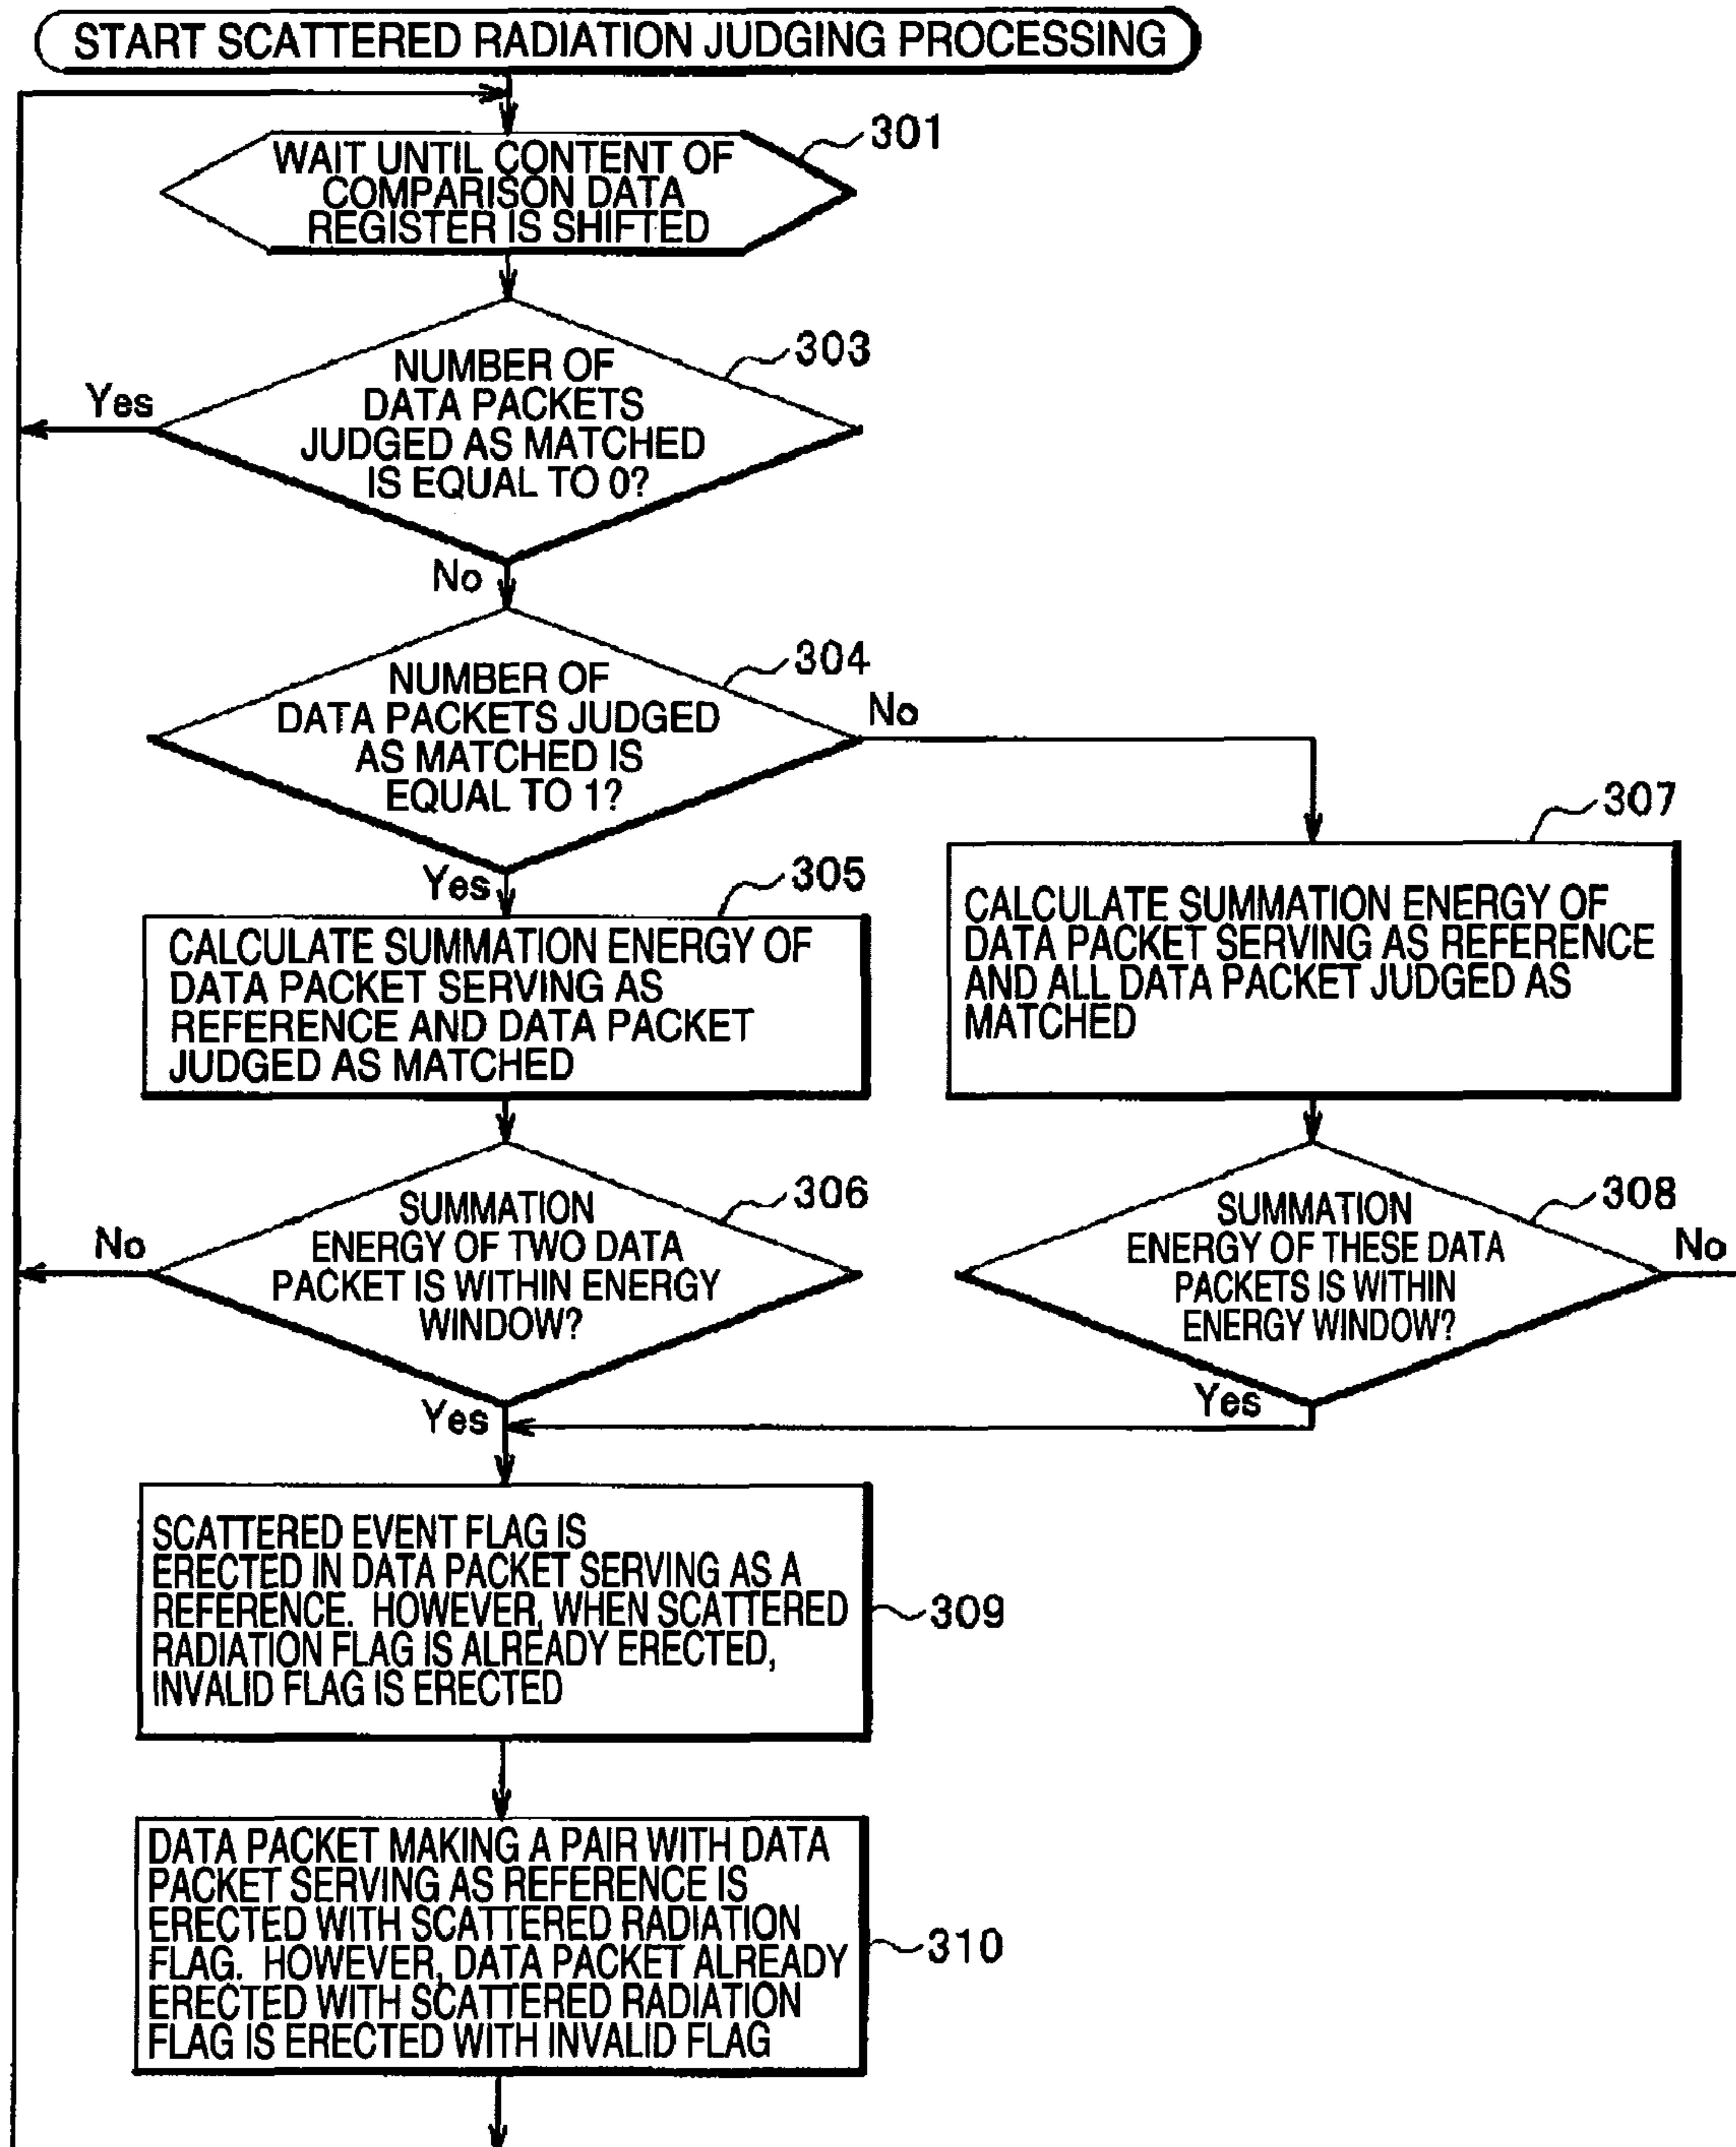 START SCATTERED RADIATION JUDGING PROCESSING
301
WAIT UNTIL CONTENT OF
COMPARISON DATA
REGISTER IS SHIFTED
303
NUMBER OF
DATA PACKETS
JUDGED AS MATCHED
IS EQUAL TO 0?
Yes
No
304
NUMBER OF
DATA PACKETS JUDGED
AS MATCHED IS
EQUAL TO 1?
No
Yes
305
CALCULATE SUMMATION ENERGY OF
DATA PACKET SERVING AS
REFERENCE AND DATA PACKET
JUDGED AS MATCHED
307
CALCULATE SUMMATION ENERGY OF
DATA PACKET SERVING AS REFERENCE
AND ALL DATA PACKET JUDGED AS
MATCHED
306
SUMMATION
ENERGY OF TWO DATA
PACKET IS WITHIN ENERGY
WINDOW?
No
Yes
308
SUMMATION
ENERGY OF THESE DATA
PACKETS IS WITHIN
ENERGY WINDOW?
No
Yes
SCATTERED EVENT FLAG IS
ERECTED IN DATA PACKET SERVING AS A
REFERENCE. HOWEVER, WHEN SCATTERED
RADIATION FLAG IS ALREADY ERECTED,
INVALID FLAG IS ERECTED
309
DATA PACKET MAKING A PAIR WITH DATA
PACKET SERVING AS REFERENCE IS
ERECTED WITH SCATTERED RADIATION
FLAG. HOWEVER, DATA PACKET ALREADY
ERECTED WITH SCATTERED RADIATION
FLAG IS ERECTED WITH INVALID FLAG
310